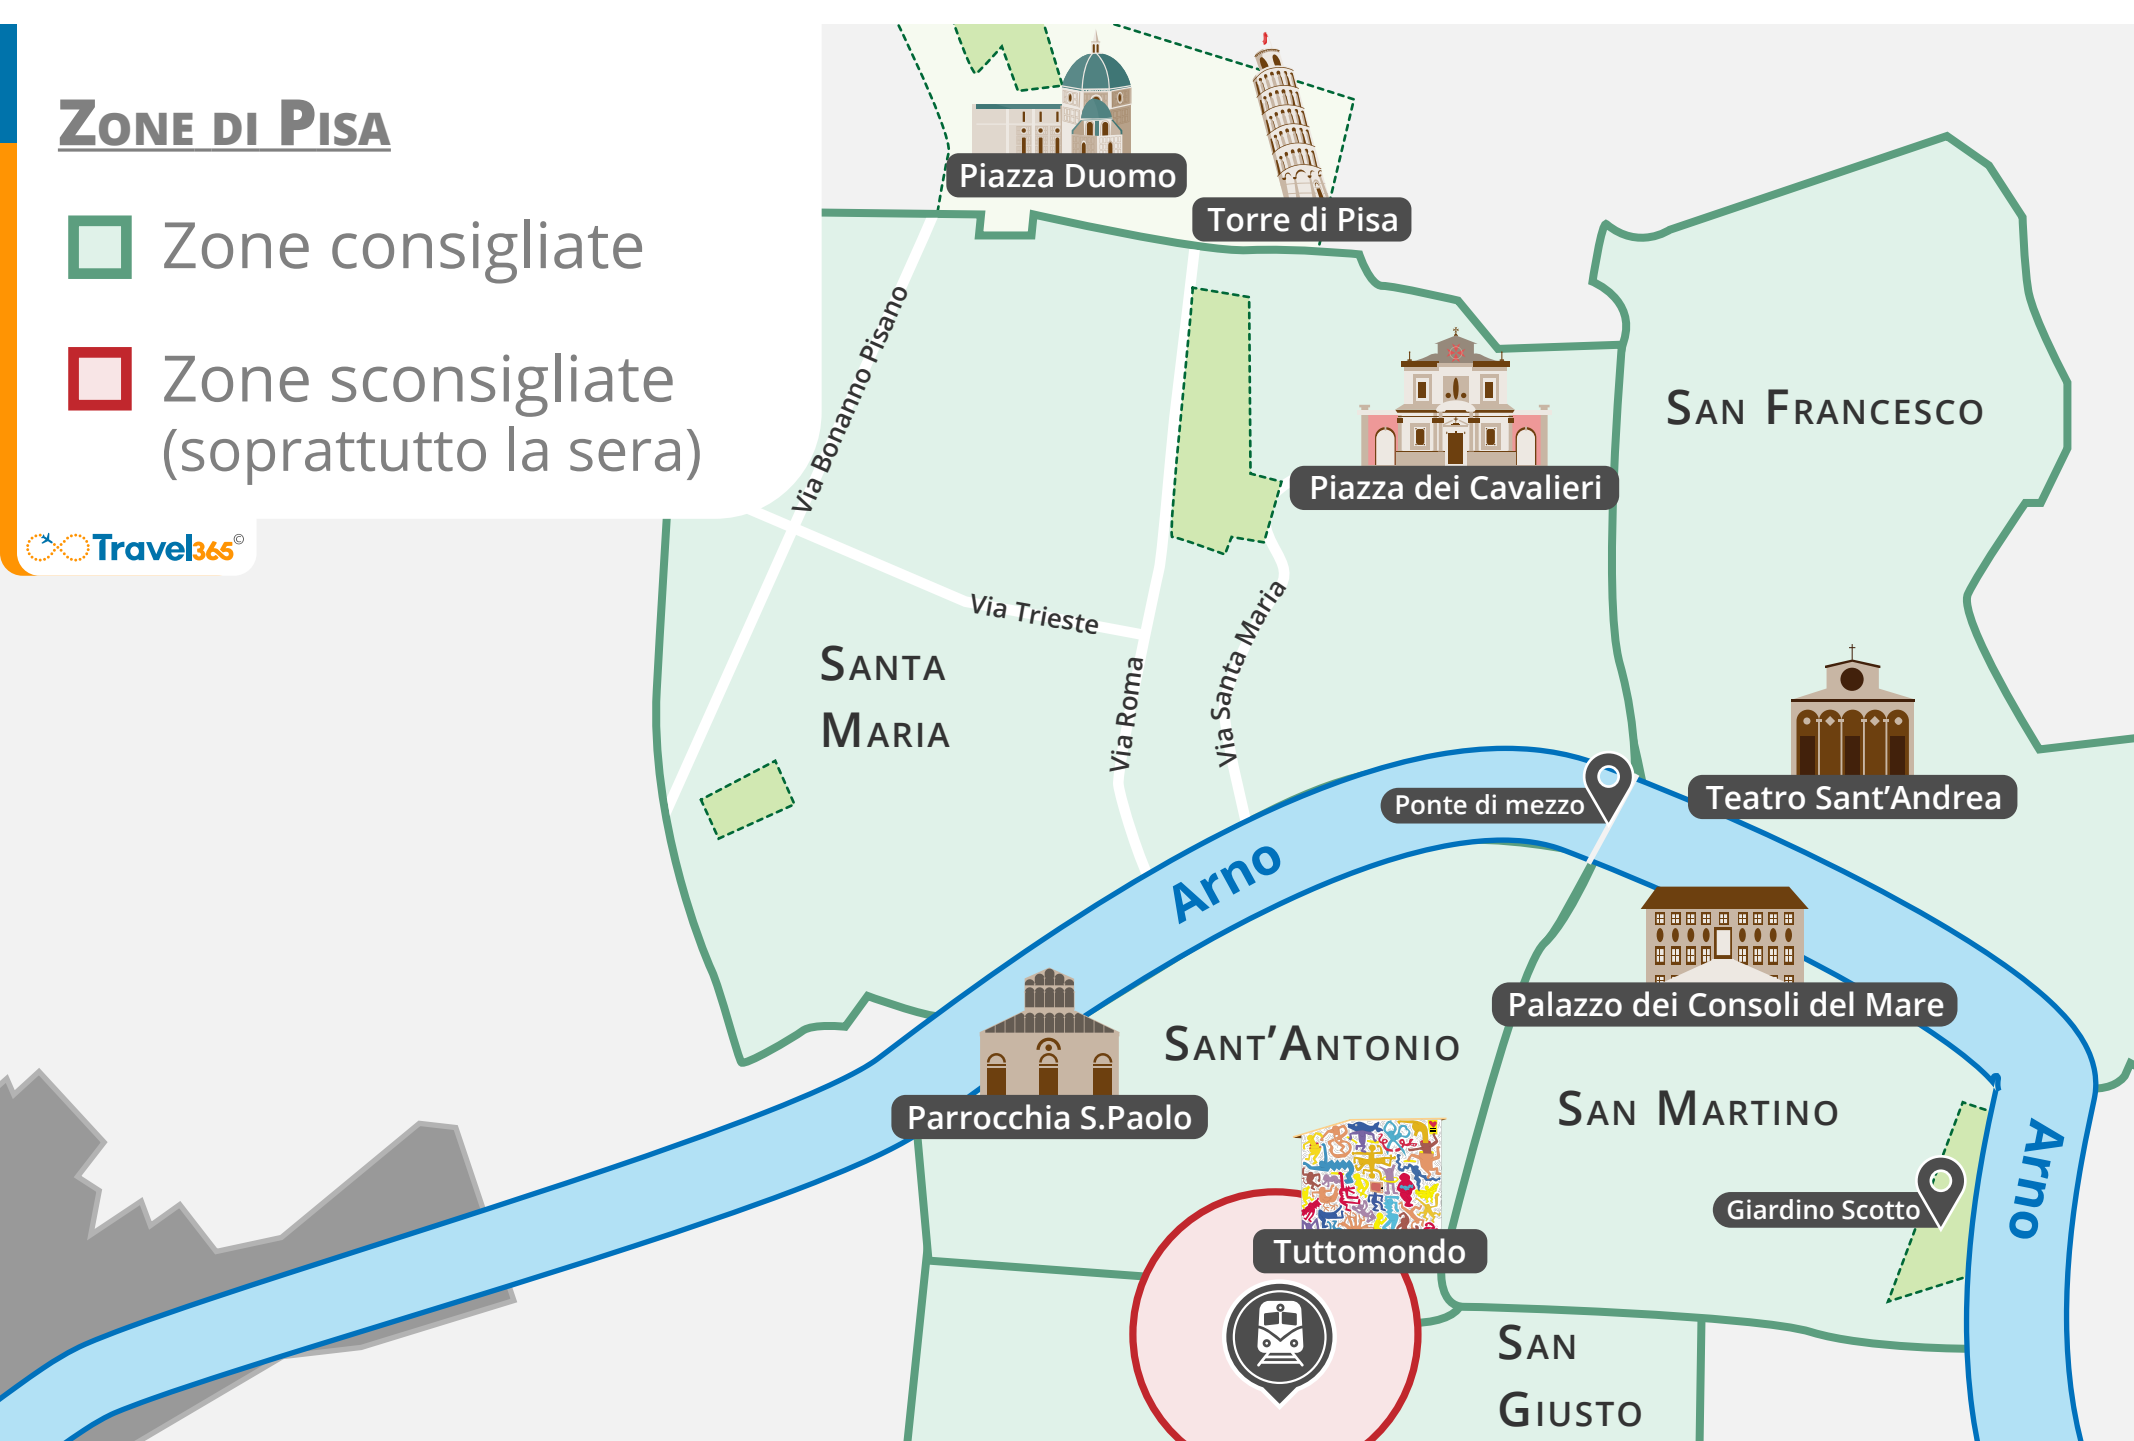 Zone di Pisa
Zone consigliate
Zone sconsigliate
(soprattutto la sera)
Travel365©
Piazza Duomo
Torre di Pisa
Via Bonanno Pisano
San Francesco
Piazza dei Cavalieri
Via Trieste
Via Santa Maria
Via Roma
Santa
Maria
Ponte di mezzo
Teatro Sant’Andrea
Arno
Palazzo dei Consoli del Mare
Sant’Antonio
Parrocchia S.Paolo
San Martino
Arno
Giardino Scotto
Tuttomondo
San
Giusto